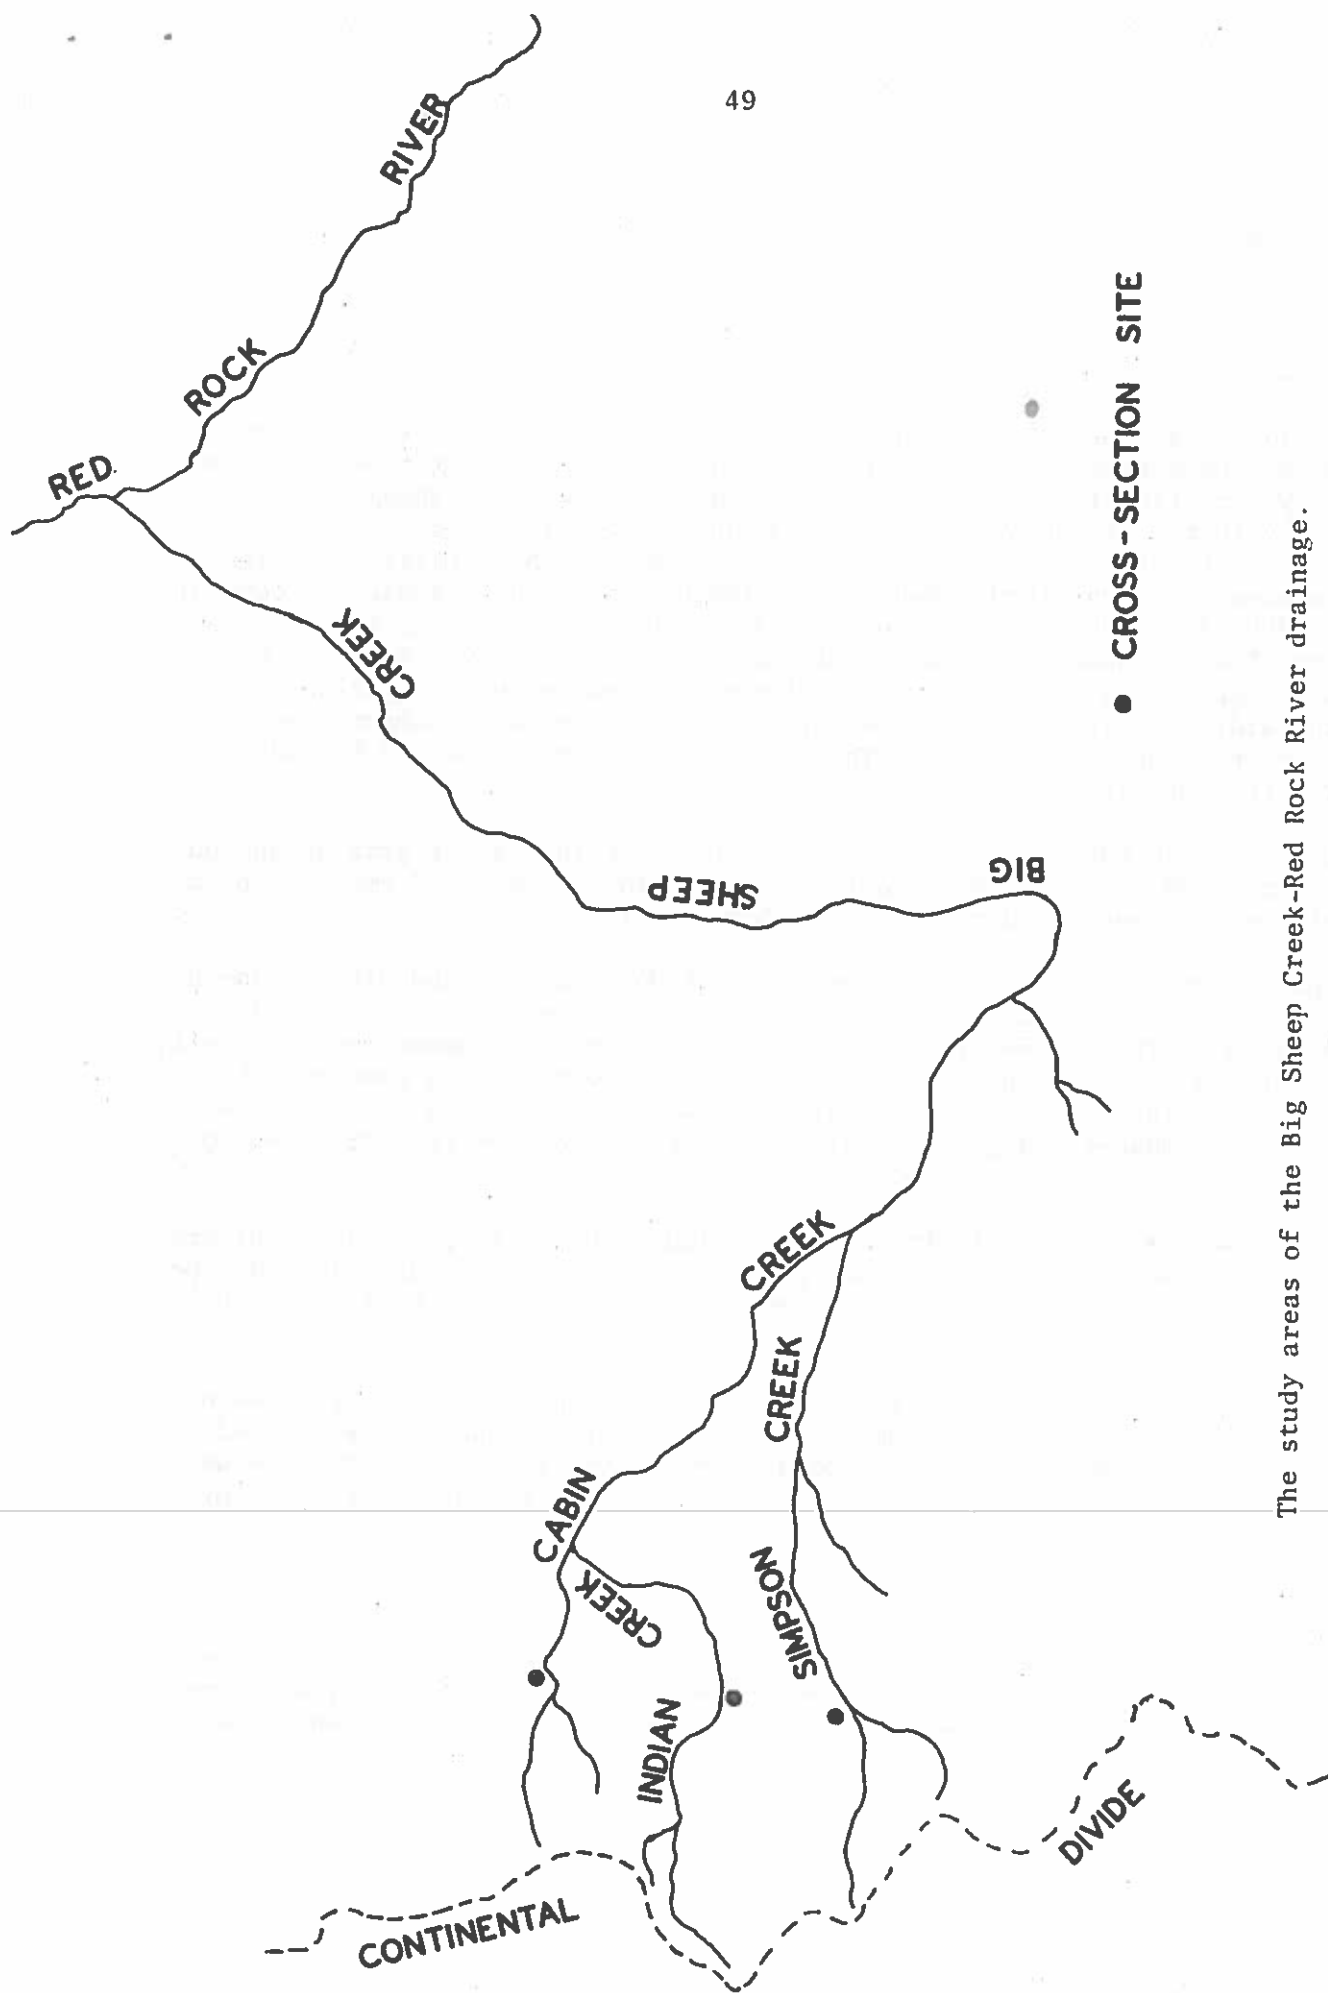 49
RED ROCK RIVER
BIG SHEEP CREEK
CABIN CREEK
INDIAN CREEK
SIMPSON CREEK
CONTINENTAL DIVIDE
CROSS-SECTION SITE
The study areas of the Big Sheep Creek-Red Rock River drainage.